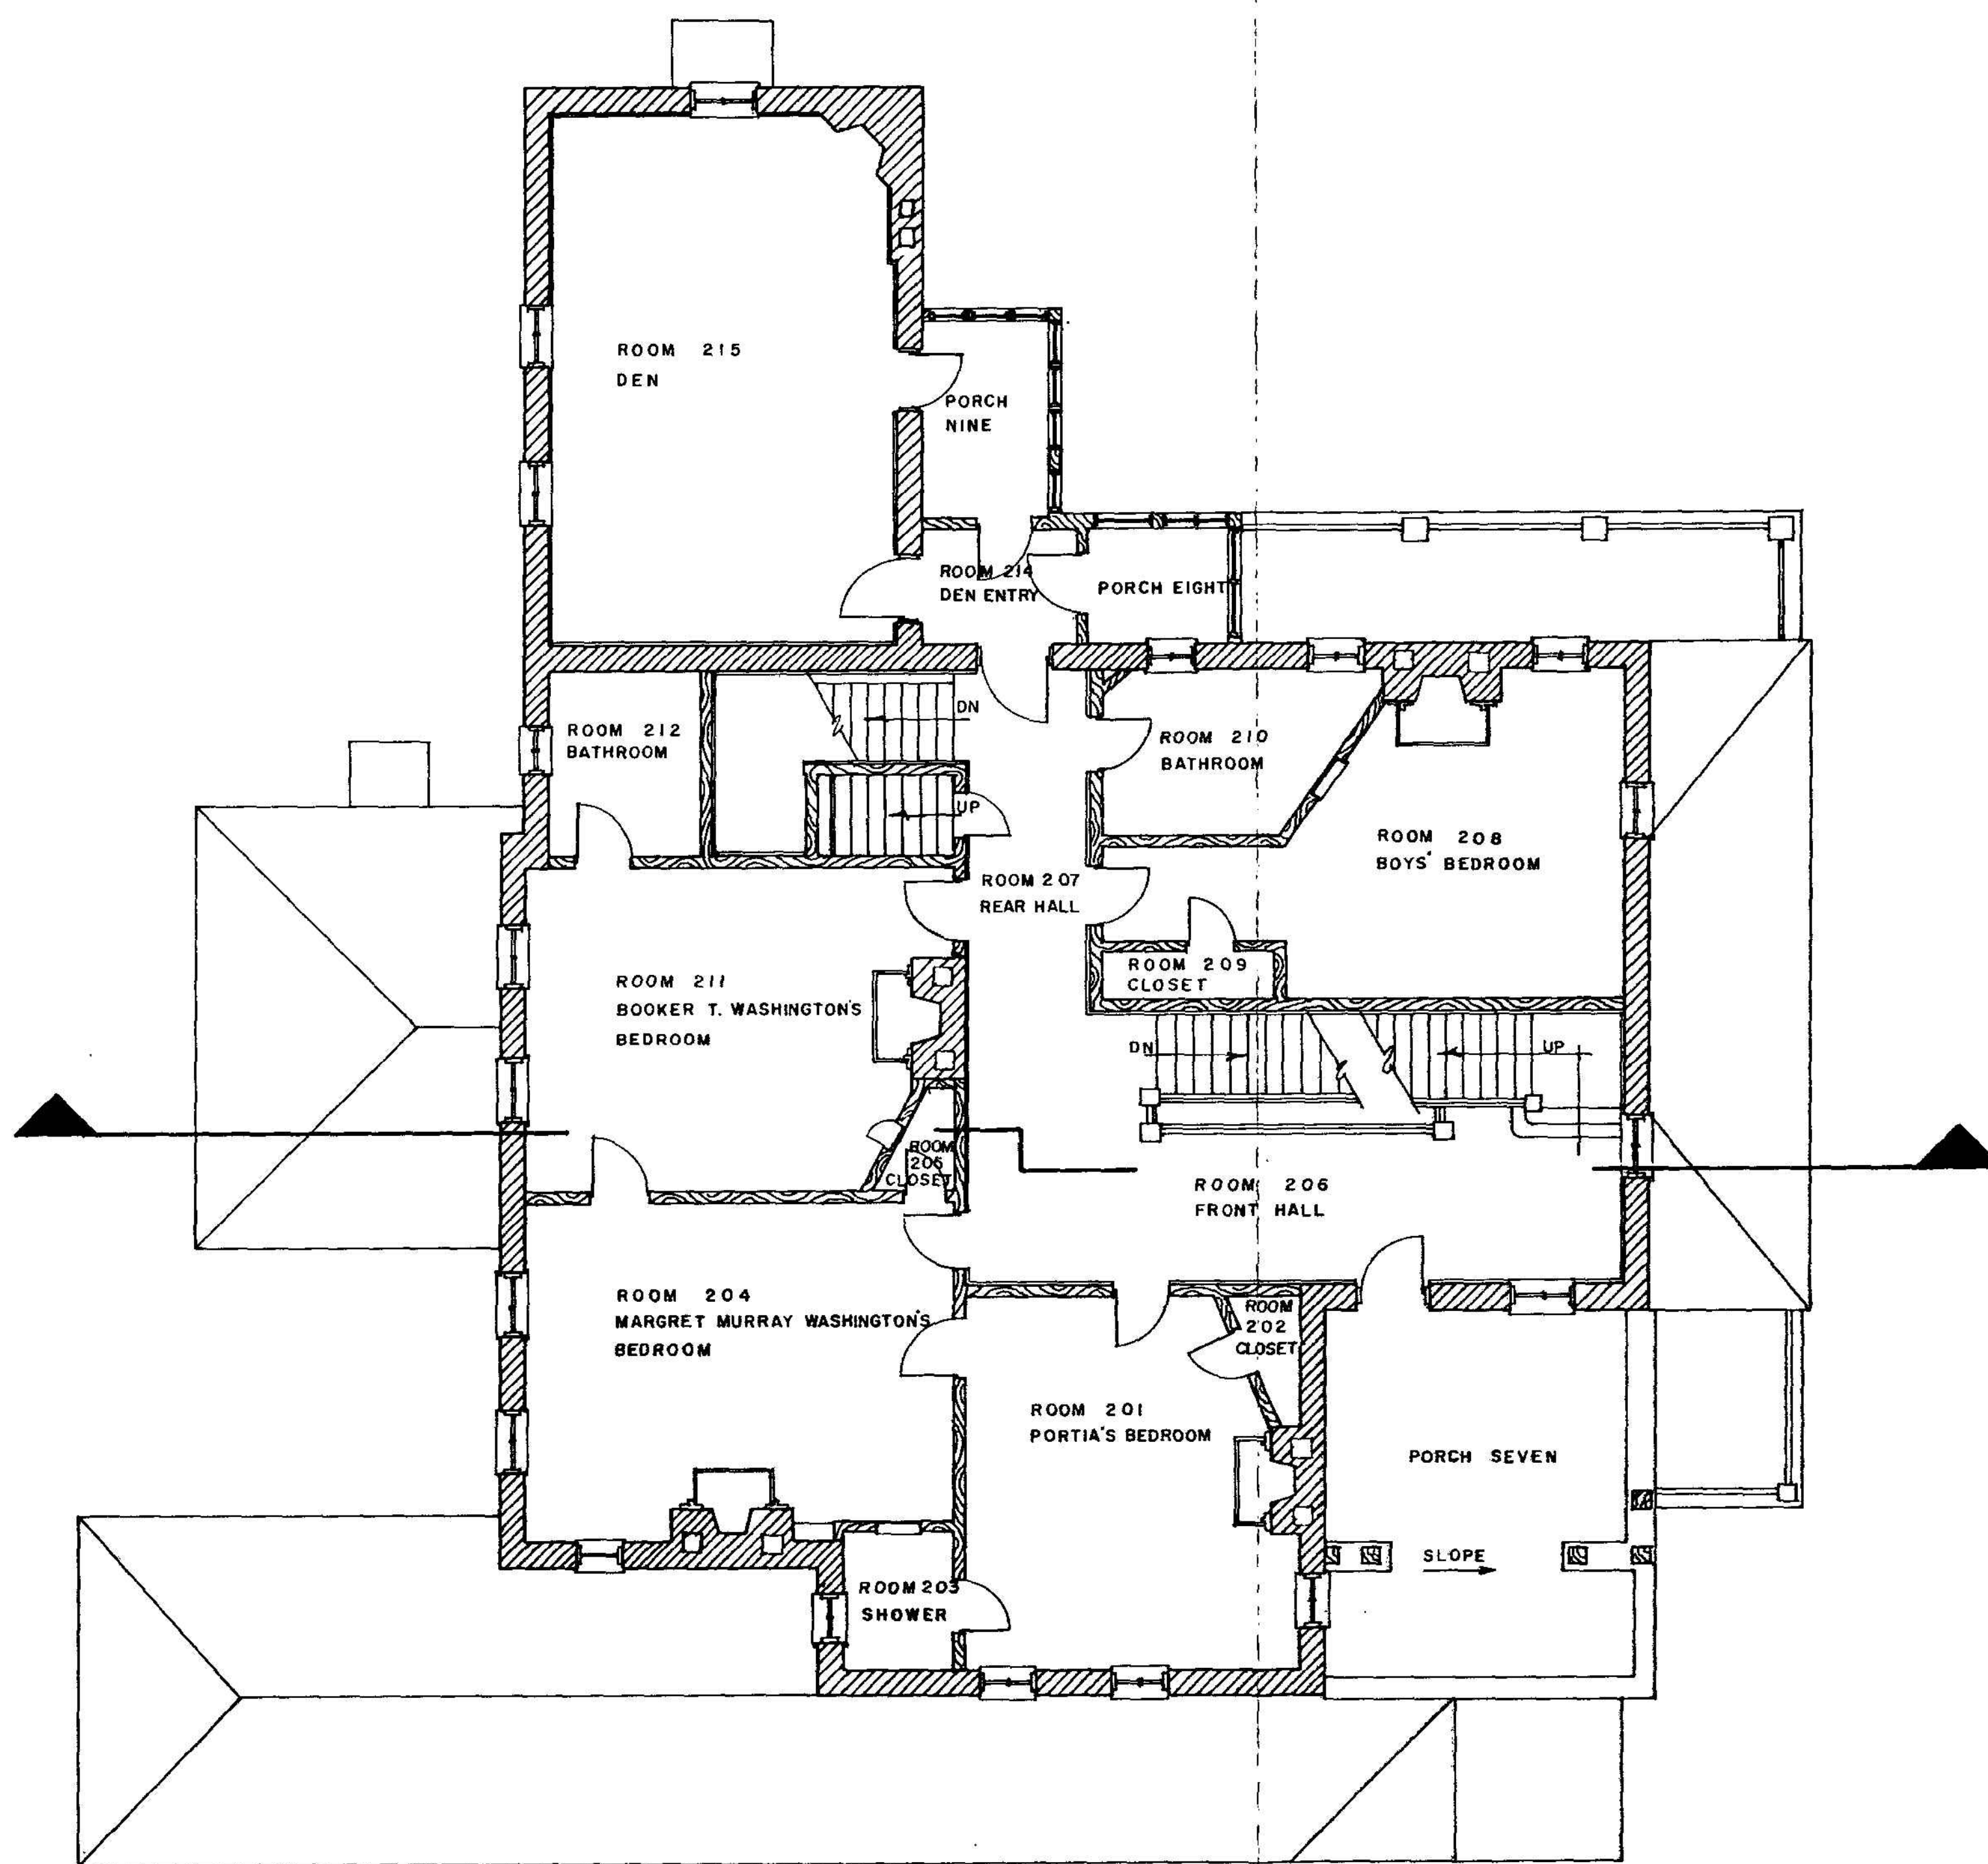 ROOM 215
DEN
PORCH
NINE
ROOM 214
DEN ENTRY
PORCH EIGHT
DN
ROOM 212
BATHROOM
ROOM 210
BATHROOM
UP
ROOM 208
BOYS' BEDROOM
ROOM 207
REAR HALL
ROOM 209
CLOSET
ROOM 211
BOOKER T. WASHINGTON'S
BEDROOM
DN
UP
ROOM
205
CLOSET
ROOM 206
FRONT HALL
ROOM 204
MARGRET MURRAY WASHINGTON'S
BEDROOM
ROOM
202
CLOSET
ROOM 201
PORTIA'S BEDROOM
PORCH SEVEN
SLOPE
ROOM 203
SHOWER